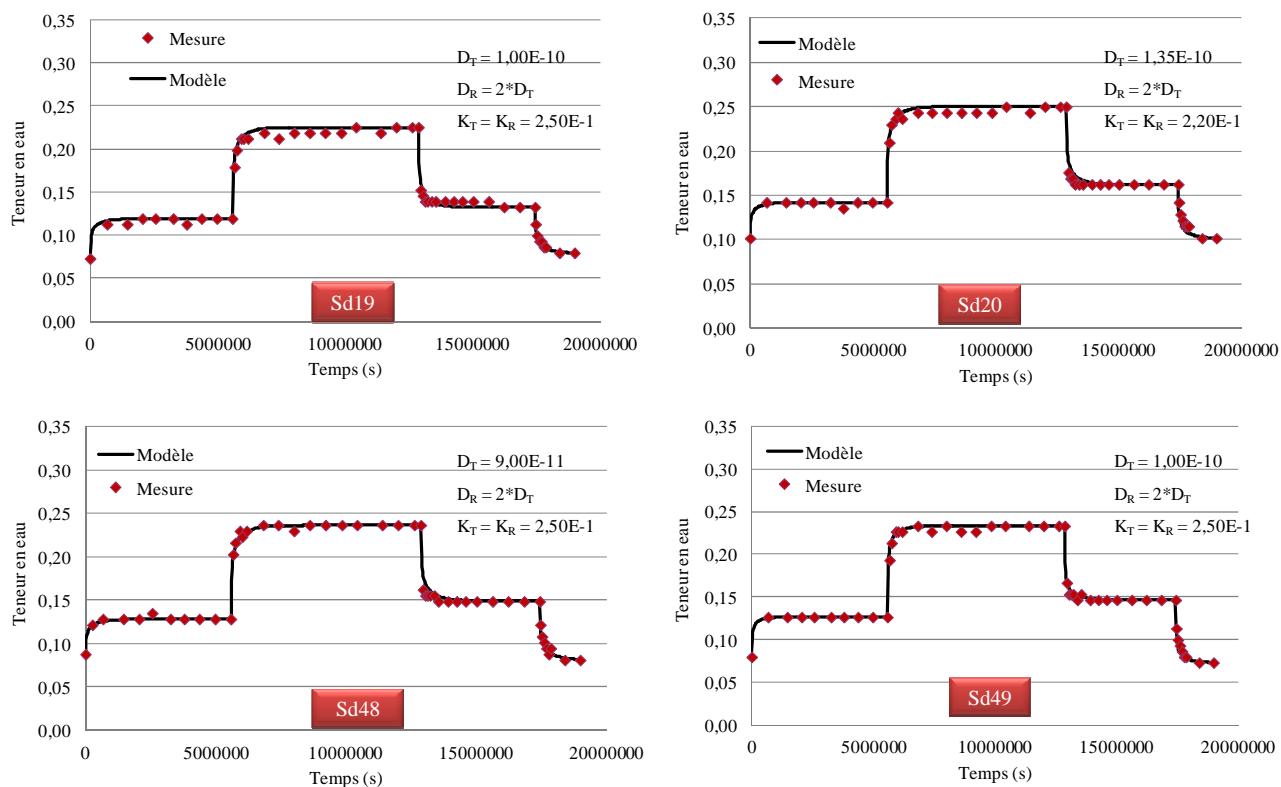 0,35
0,30
0,25
0,20
0,15
0,10
0,05
0,00
Teneur en eau
Mesure
Modèle
D_T = 1,00E-10
D_R = 2*D_T
K_T = K_R = 2,50E-1
Sd19
0 5000000 10000000 15000000 20000000
Temps (s)
0,35
0,30
0,25
0,20
0,15
0,10
0,05
0,00
Teneur en eau
Modèle
Mesure
D_T = 1,35E-10
D_R = 2*D_T
K_T = K_R = 2,20E-1
Sd20
0 5000000 10000000 15000000 20000000
Temps (s)
0,35
0,30
0,25
0,20
0,15
0,10
0,05
0,00
Teneur en eau
Modèle
Mesure
D_T = 9,00E-11
D_R = 2*D_T
K_T = K_R = 2,50E-1
Sd48
0 5000000 10000000 15000000 20000000
Temps (s)
0,35
0,30
0,25
0,20
0,15
0,10
0,05
0,00
Teneur en eau
Modèle
Mesure
D_T = 1,00E-10
D_R = 2*D_T
K_T = K_R = 2,50E-1
Sd49
0 5000000 10000000 15000000 20000000
Temps (s)